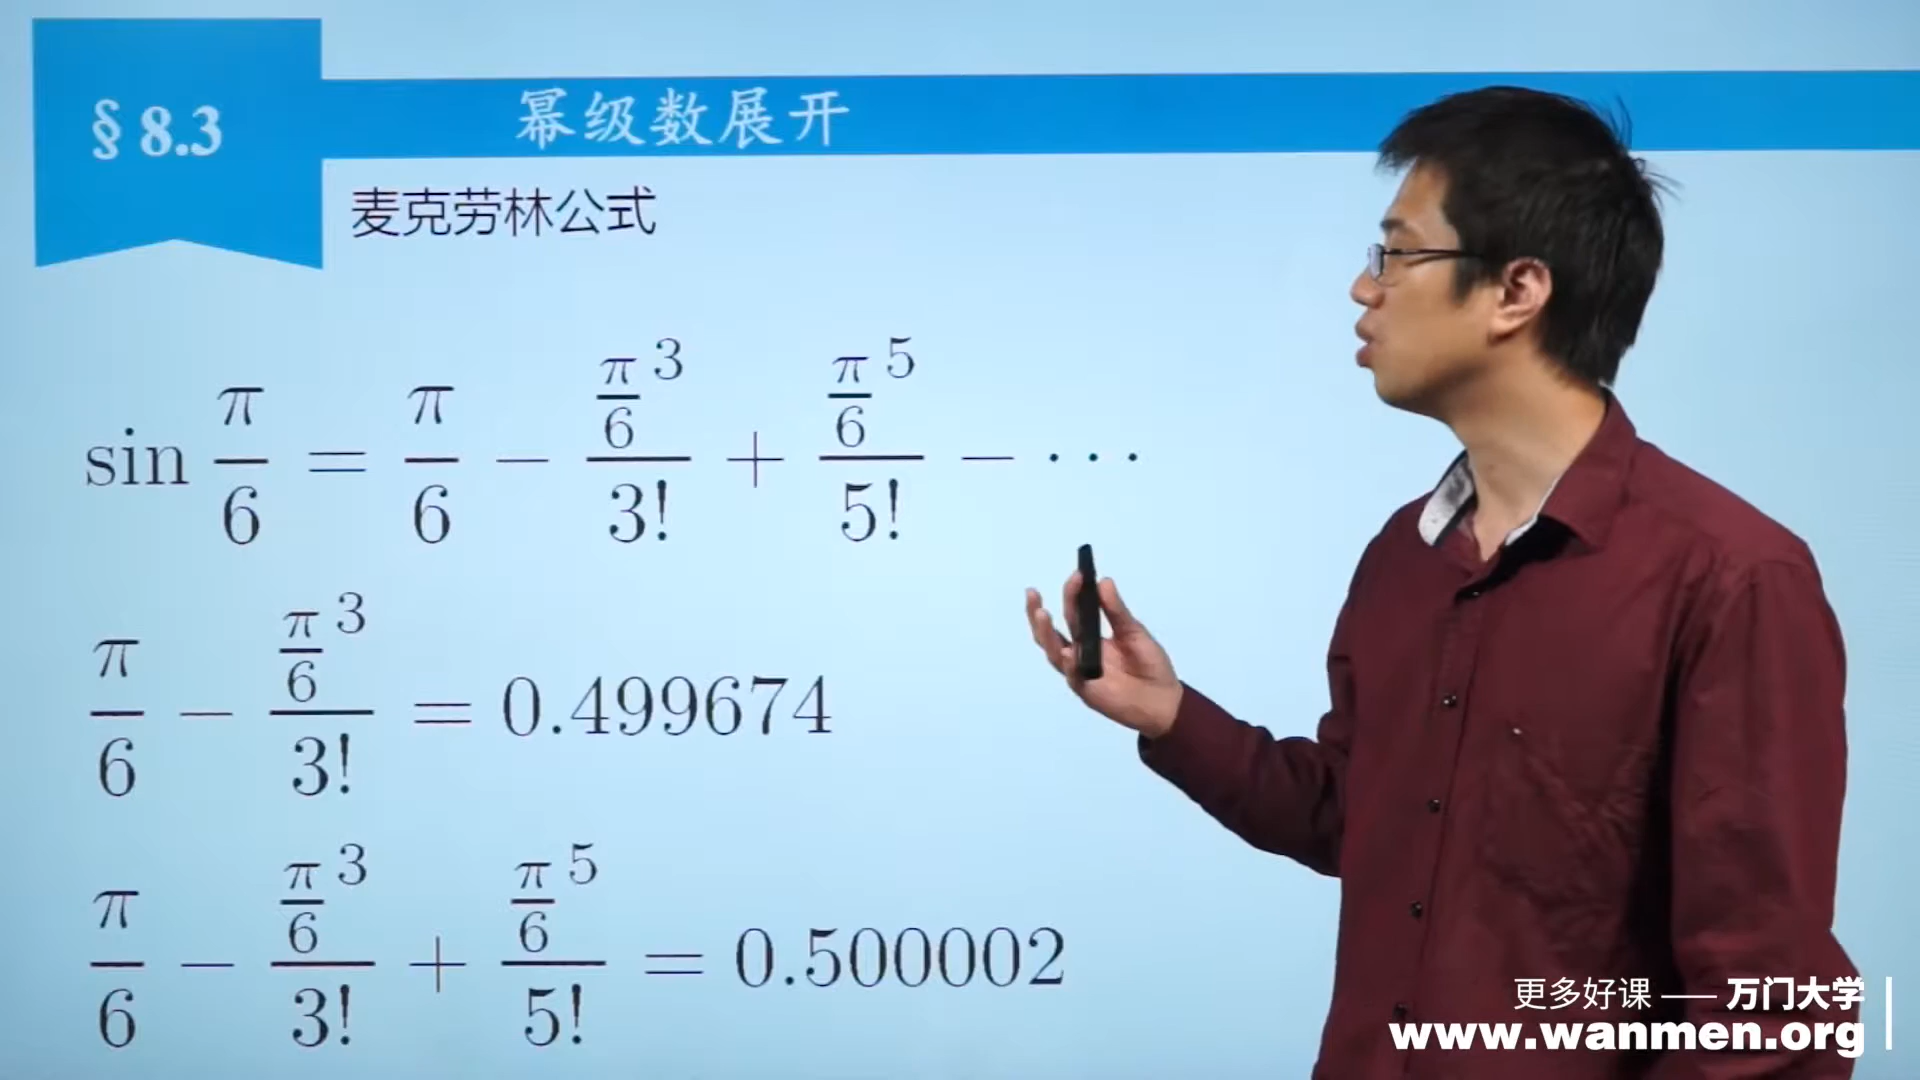 § 8.3
幂级数展开
麦克劳林公式
sin π/6 = π/6 − (π/6 ³)/3! + (π/6 ⁵)/5! − ⋯
π/6 − (π/6 ³)/3! = 0.499674
π/6 − (π/6 ³)/3! + (π/6 ⁵)/5! = 0.500002
更多好课 —— 万门大学
www.wanmen.org